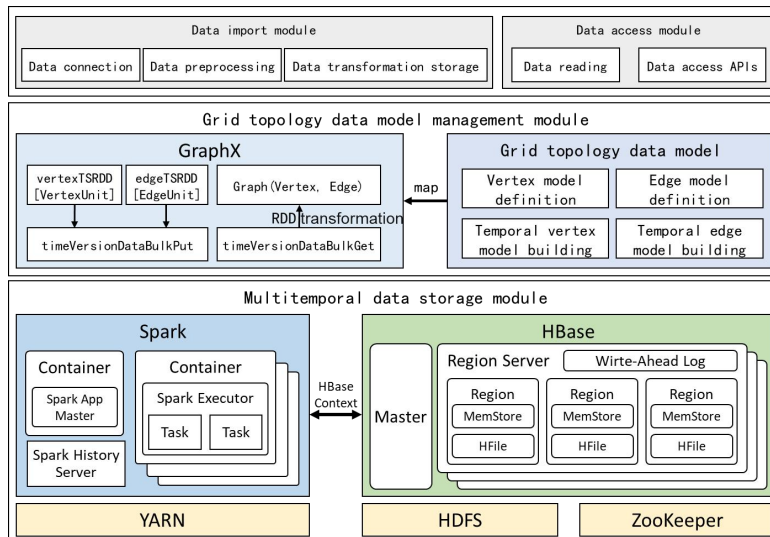 Data import module
Data connection
Data preprocessing
Data transformation storage
Data access module
Data reading
Data access APIs
Grid topology data model management module
GraphX
vertexTSRDD
[VertexUnit]
edgeTSRDD
[EdgeUnit]
Graph(Vertex, Edge)
RDD transformation
timeVersionDataBulkPut
timeVersionDataBulkGet
map
Grid topology data model
Vertex model
definition
Edge model
definition
Temporal vertex
model building
Temporal edge
model building
Multitemporal data storage module
Spark
Container
Spark App
Master
Spark History
Server
Container
Spark Executor
Task
Task
HBase
Context
HBase
Master
Region Server
Wirte-Ahead Log
Region
MemStore
HFile
Region
MemStore
HFile
Region
MemStore
HFile
YARN
HDFS
ZooKeeper